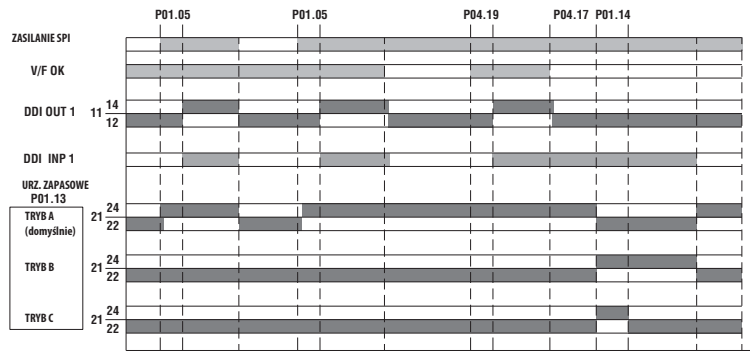 P01.05 P01.05 P04.19 P04.17 P01.14
ZASILANIE SPI
V/F OK
DDI OUT 1 11 14
12
DDI INP 1
URZ. ZAPASOWE
P01.13
TRYB A
(domyślnie)
21 24
22
TRYB B 21 24
22
TRYB C 21 24
22